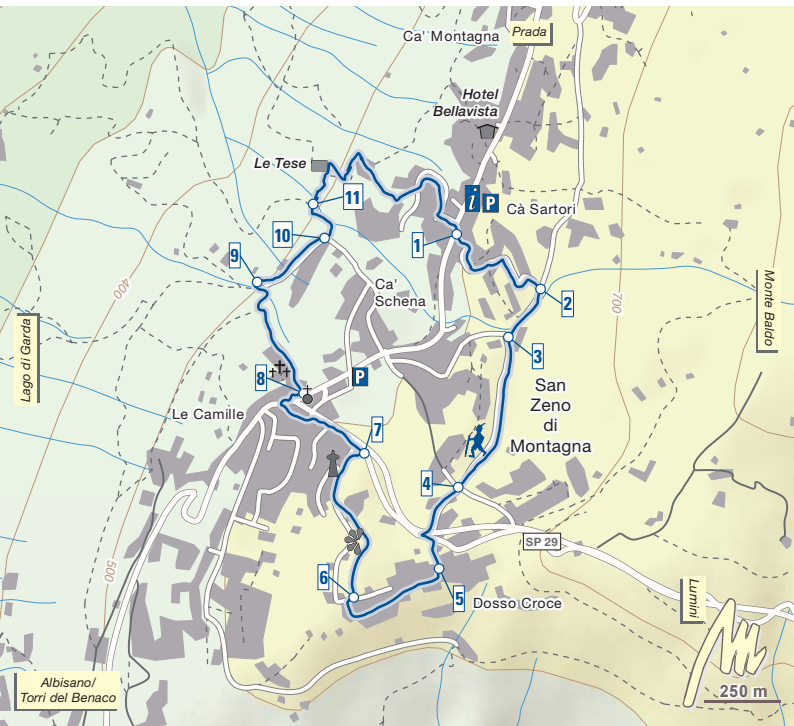 Ca' Montagna
Prada
Hotel
Bellavista
Le Tese
11
i
P
Cà Sartori
10
1
9
Ca'
Schena
2
400
700
Monte Baldo
Lago di Garda
3
8
P
San
Zeno
di
Montagna
Le Camille
7
4
500
SP 29
6
5
Dosso Croce
Lumini
Albisano/
Torri del Benaco
250 m